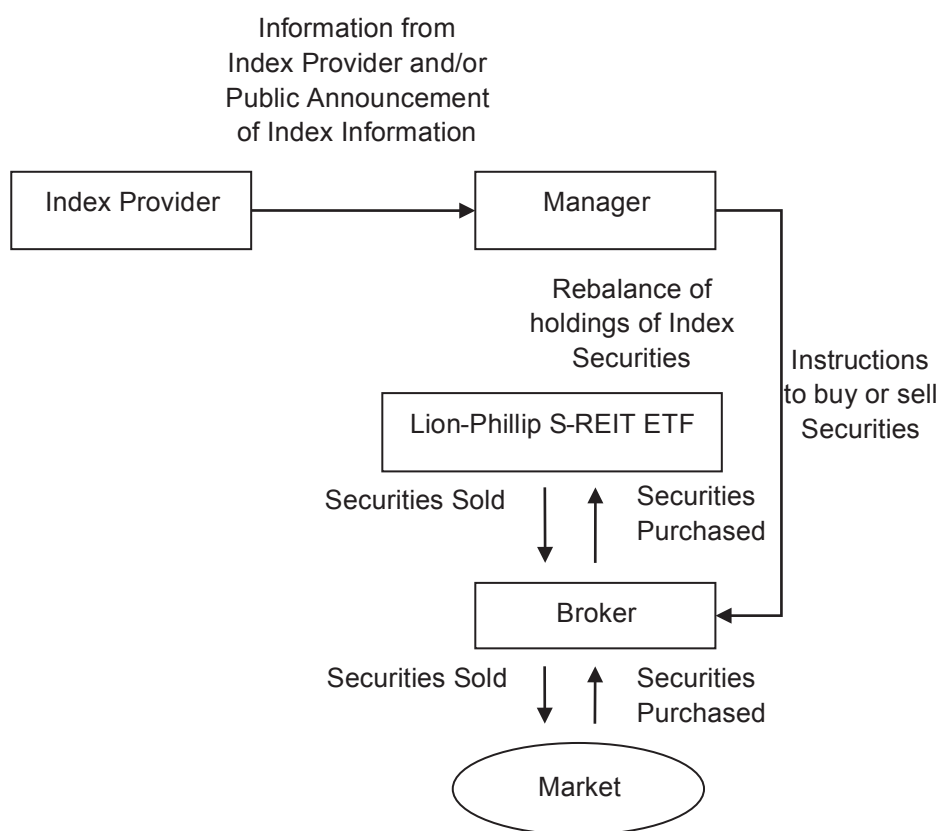 Information from
Index Provider and/or
Public Announcement
of Index Information
Index Provider
Manager
Rebalance of
holdings of Index
Securities
Instructions
to buy or sell
Securities
Lion-Phillip S-REIT ETF
Securities Sold
Securities
Purchased
Broker
Securities Sold
Securities
Purchased
Market